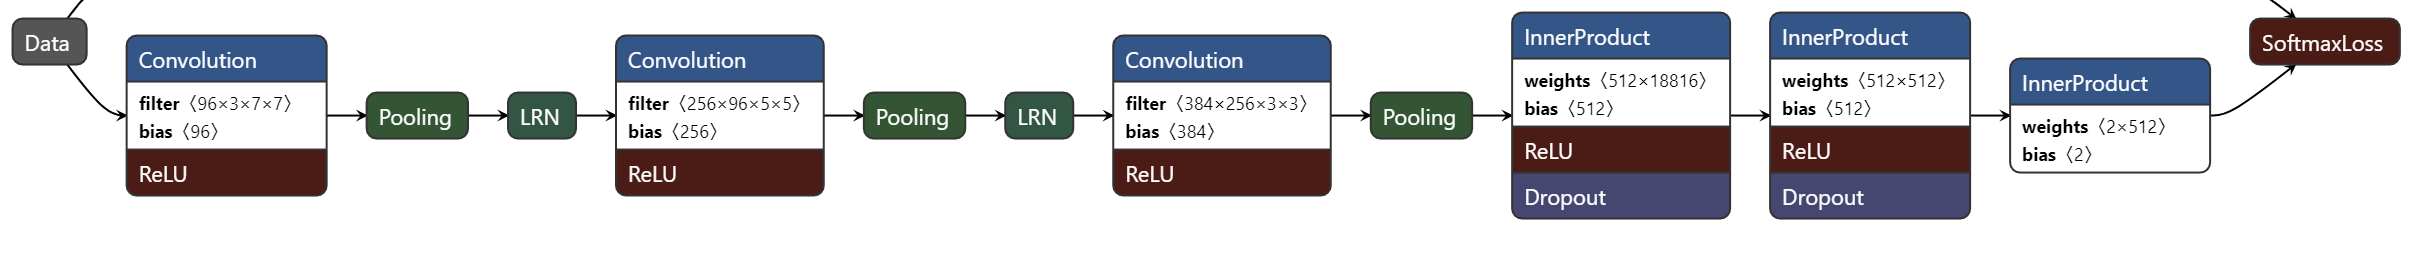 Data
Convolution
filter 〈96×3×7×7〉
bias 〈96〉
ReLU
Pooling
LRN
Convolution
filter 〈256×96×5×5〉
bias 〈256〉
ReLU
Pooling
LRN
Convolution
filter 〈384×256×3×3〉
bias 〈384〉
ReLU
Pooling
InnerProduct
weights 〈512×18816〉
bias 〈512〉
ReLU
Dropout
InnerProduct
weights 〈512×512〉
bias 〈512〉
ReLU
Dropout
InnerProduct
weights 〈2×512〉
bias 〈2〉
SoftmaxLoss